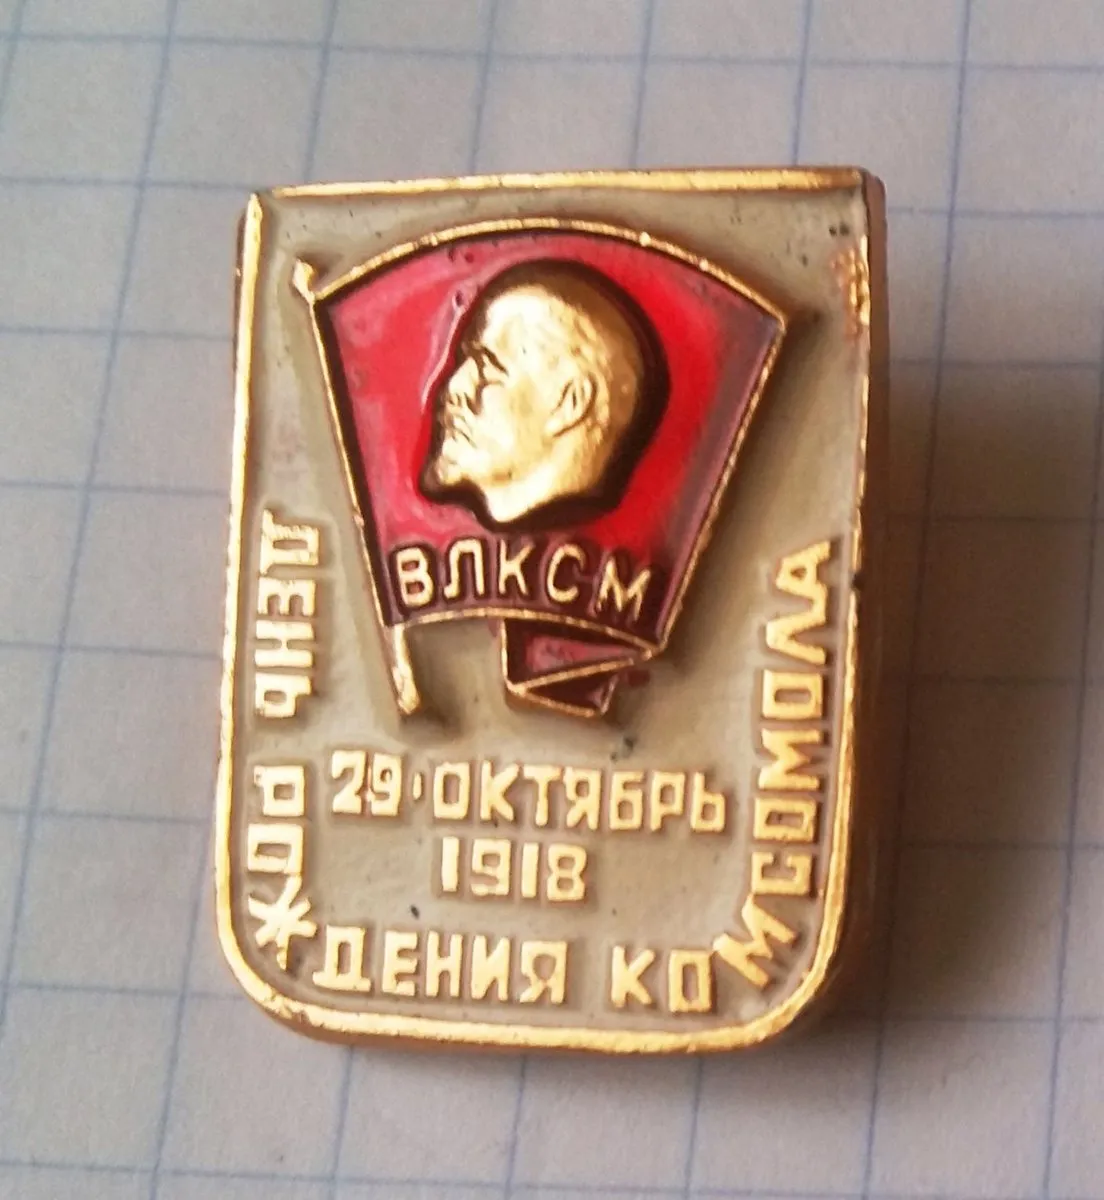 ВЛКСМ
29 ОКТЯБРЬ
1918
ДЕНЬ РОЖДЕНИЯ КОМСОМОЛА